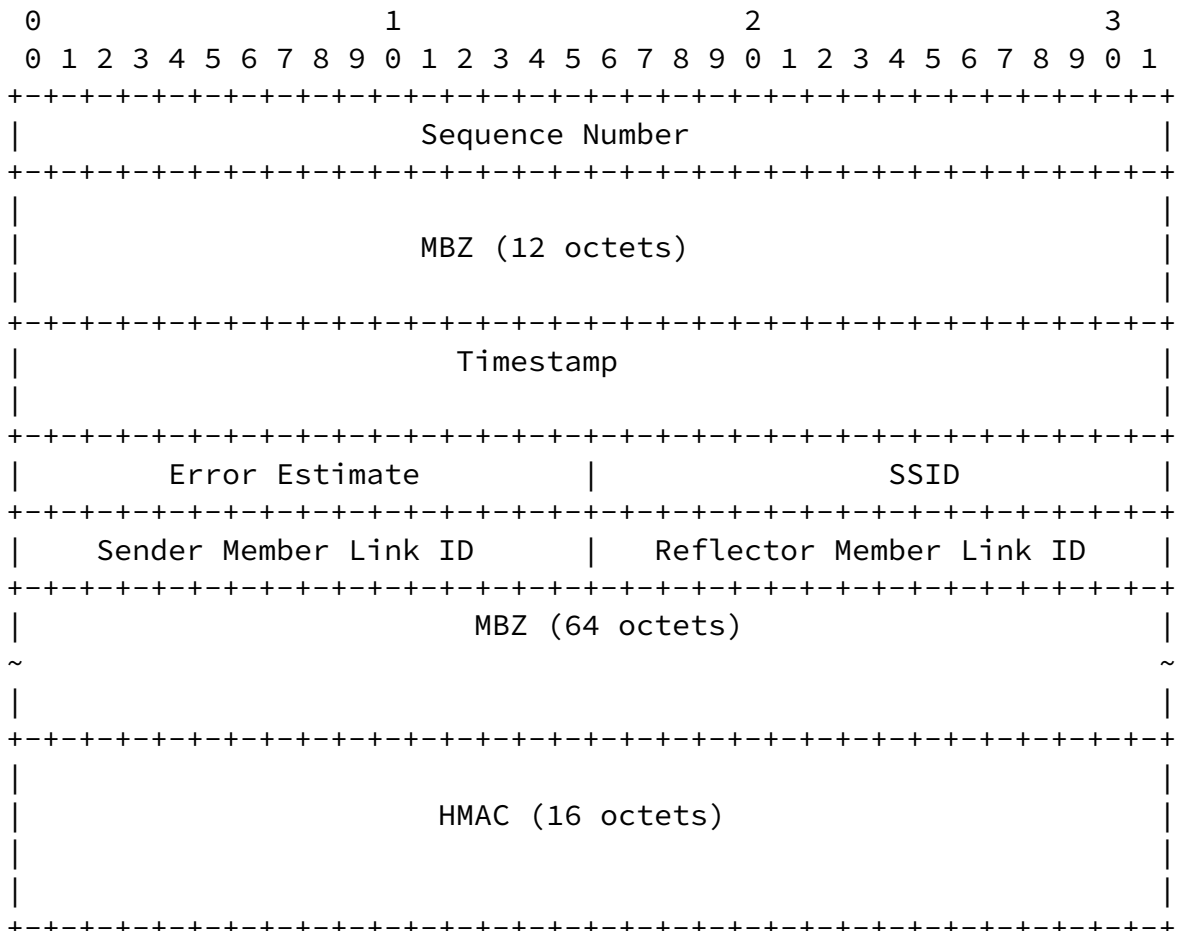 0                   1                   2                   3
 0 1 2 3 4 5 6 7 8 9 0 1 2 3 4 5 6 7 8 9 0 1 2 3 4 5 6 7 8 9 0 1
+-+-+-+-+-+-+-+-+-+-+-+-+-+-+-+-+-+-+-+-+-+-+-+-+-+-+-+-+-+-+-+-+
|                      Sequence Number                          |
+-+-+-+-+-+-+-+-+-+-+-+-+-+-+-+-+-+-+-+-+-+-+-+-+-+-+-+-+-+-+-+-+
|                                                               |
|                      MBZ (12 octets)                          |
|                                                               |
+-+-+-+-+-+-+-+-+-+-+-+-+-+-+-+-+-+-+-+-+-+-+-+-+-+-+-+-+-+-+-+-+
|                        Timestamp                              |
|                                                               |
+-+-+-+-+-+-+-+-+-+-+-+-+-+-+-+-+-+-+-+-+-+-+-+-+-+-+-+-+-+-+-+-+
|        Error Estimate         |                SSID           |
+-+-+-+-+-+-+-+-+-+-+-+-+-+-+-+-+-+-+-+-+-+-+-+-+-+-+-+-+-+-+-+-+
|    Sender Member Link ID      |   Reflector Member Link ID    |
+-+-+-+-+-+-+-+-+-+-+-+-+-+-+-+-+-+-+-+-+-+-+-+-+-+-+-+-+-+-+-+-+
|                         MBZ (64 octets)                       |
~                                                               ~
|                                                               |
+-+-+-+-+-+-+-+-+-+-+-+-+-+-+-+-+-+-+-+-+-+-+-+-+-+-+-+-+-+-+-+-+
|                                                               |
|                       HMAC (16 octets)                        |
|                                                               |
|                                                               |
+-+-+-+-+-+-+-+-+-+-+-+-+-+-+-+-+-+-+-+-+-+-+-+-+-+-+-+-+-+-+-+-+